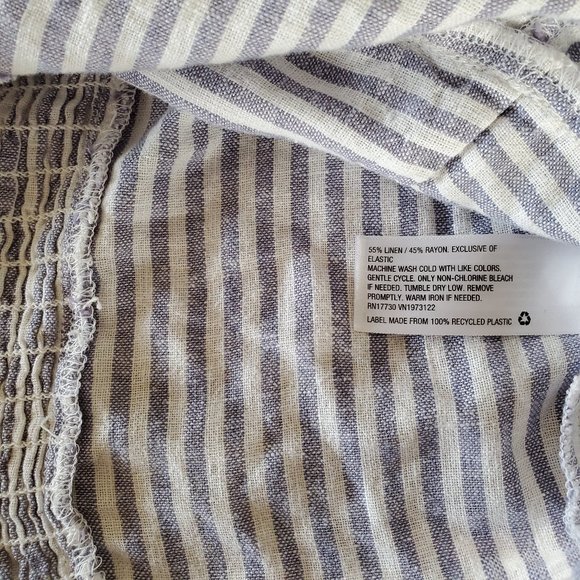 55% LINEN / 45% RAYON. EXCLUSIVE OF
ELASTIC
MACHINE WASH COLD WITH LIKE COLORS.
GENTLE CYCLE. ONLY NON-CHLORINE BLEACH
IF NEEDED. TUMBLE DRY LOW. REMOVE
PROMPTLY. WARM IRON IF NEEDED.
RN17730 VN1973122
LABEL MADE FROM 100% RECYCLED PLASTIC